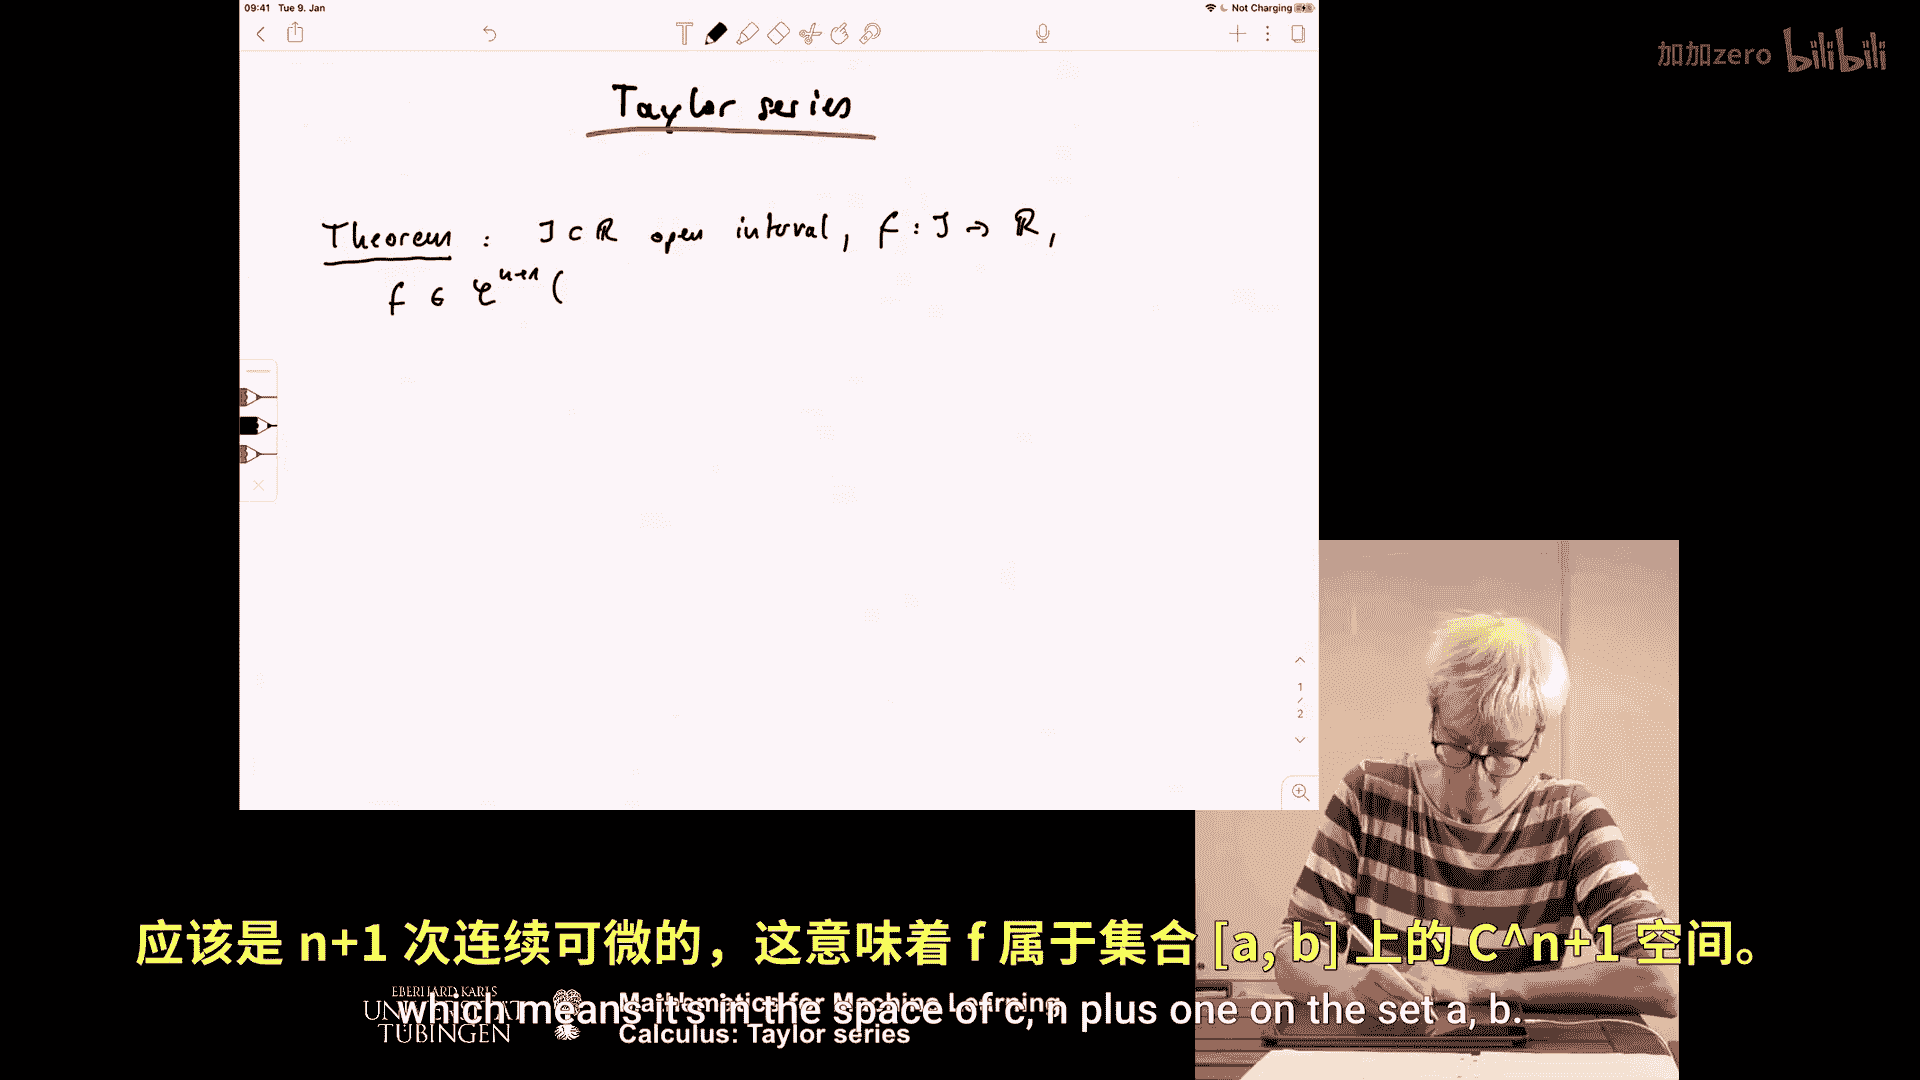 09:41 Tue 9. Jan
Not Charging
加加zero bilibili
Taylor series
Theorem : J ⊂ ℝ open interval, f : J → ℝ,
f ∈ 𝒞ⁿ⁺¹ (
1
/
2
应该是 n+1 次连续可微的，这意味着 f 属于集合 [a, b] 上的 C^n+1 空间。
EBERHARD KARLS
UNIVERSITÄT
TÜBINGEN
Mathematics for Machine Learning
which means it's in the space of c, n plus one on the set a, b.
Calculus: Taylor series